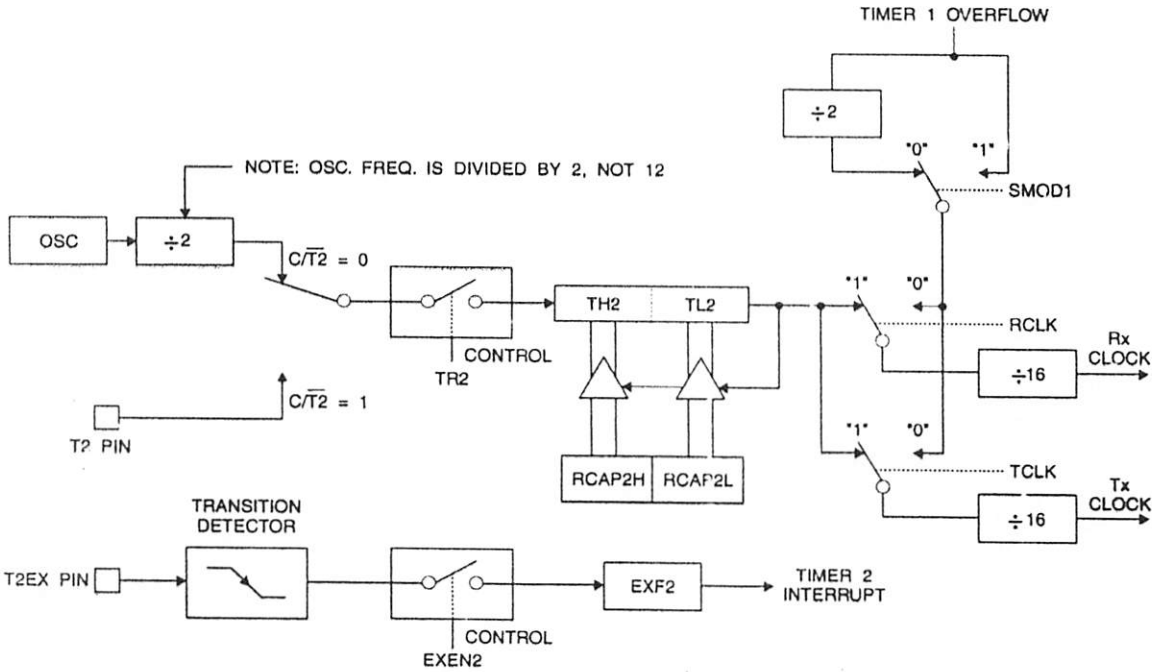 TIMER 1 OVERFLOW
÷2
"0" "1"
NOTE: OSC. FREQ. IS DIVIDED BY 2, NOT 12
SMOD1
OSC
÷2
C/T̅2̅ = 0
"1" "0"
TH2 TL2
RCLK
Rx
CLOCK
CONTROL
TR2
÷16
C/T̅2̅ = 1
T2 PIN
"1" "0"
RCAP2H RCAP2L
TCLK
Tx
CLOCK
TRANSITION
DETECTOR
÷16
T2EX PIN
EXF2
TIMER 2
INTERRUPT
CONTROL
EXEN2